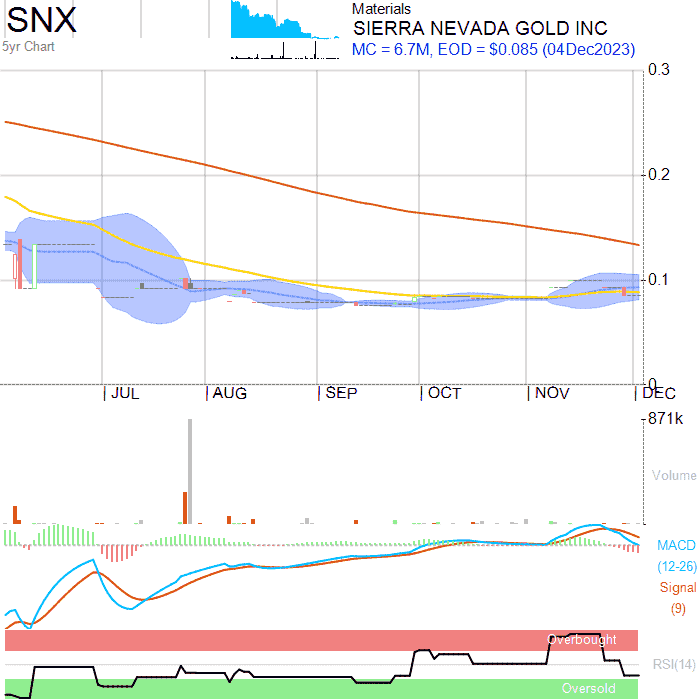 SNX
5yr Chart
Materials
SIERRA NEVADA GOLD INC
MC = 6.7M, EOD = $0.085 (04Dec2023)
0.3
0.2
0.1
0
JUL
AUG
SEP
OCT
NOV
DEC
871k
Volume
MACD
(12-26)
Signal
(9)
Overbought
RSI(14)
Oversold